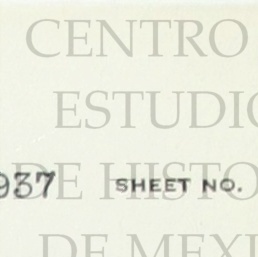 CENTRO
ESTUDIO
937 SHEET NO.
DE HISTO
DE MEXI